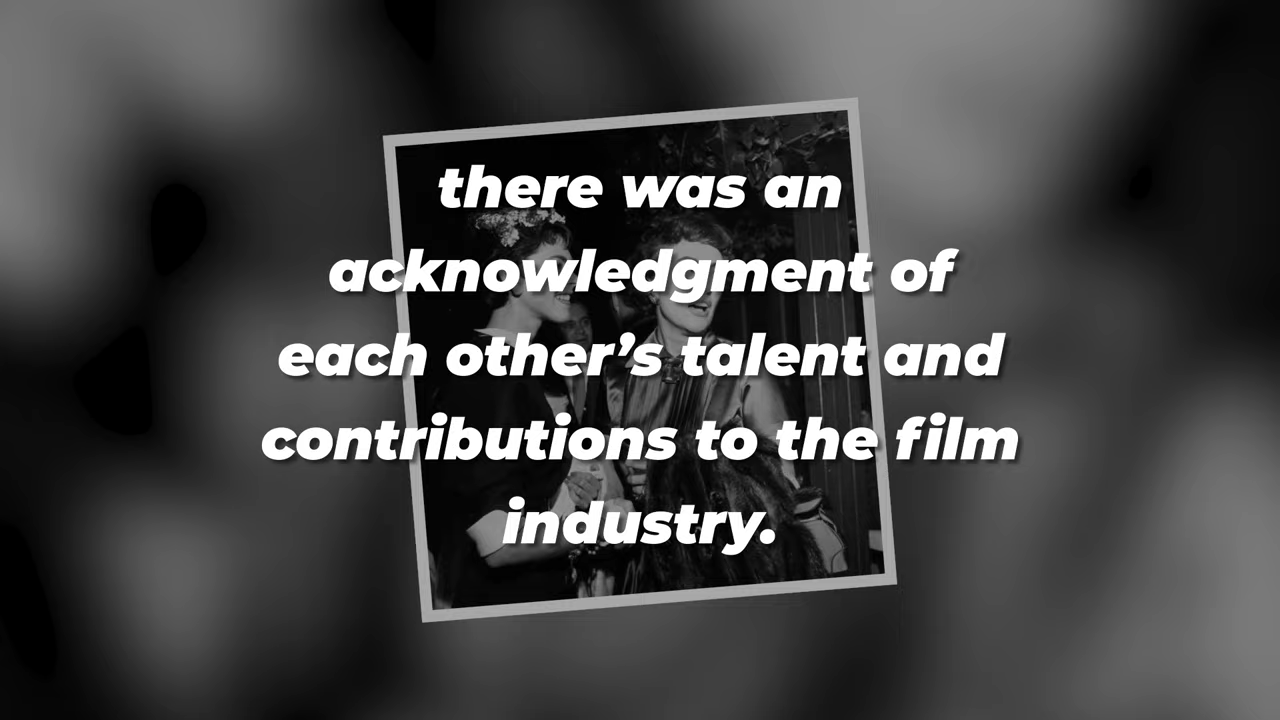 there was an
acknowledgment of
each other’s talent and
contributions to the film
industry.